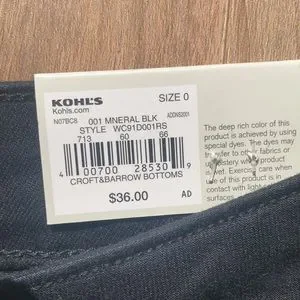 KOHL'S
SIZE 0
Kohls.com
N07BC8 001 MNERAL BLK ADDNS2001
STYLE WC91D001RS
713 60 66
4 00700 28530 9
CROFT&BARROW BOTTOMS
$36.00 AD
The deep rich color of this
product is achieved by using
special dyes. The dyes may
transfer to other fabrics or
upholstery when product
is wet. Exercise care when
use of this product is in
contact with light
surfaces.